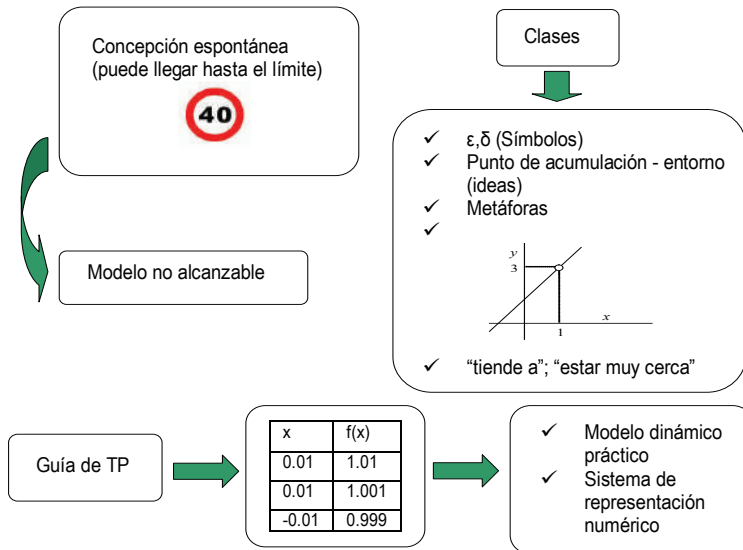 Concepción espontánea
(puede llegar hasta el límite)
40
Modelo no alcanzable
Clases
ε,δ (Símbolos)
Punto de acumulación - entorno
(ideas)
Metáforas
y
3
x
1
“tiende a”; “estar muy cerca”
Guía de TP
x f(x)
0.01 1.01
0.01 1.001
-0.01 0.999
Modelo dinámico
práctico
Sistema de
representación
numérico